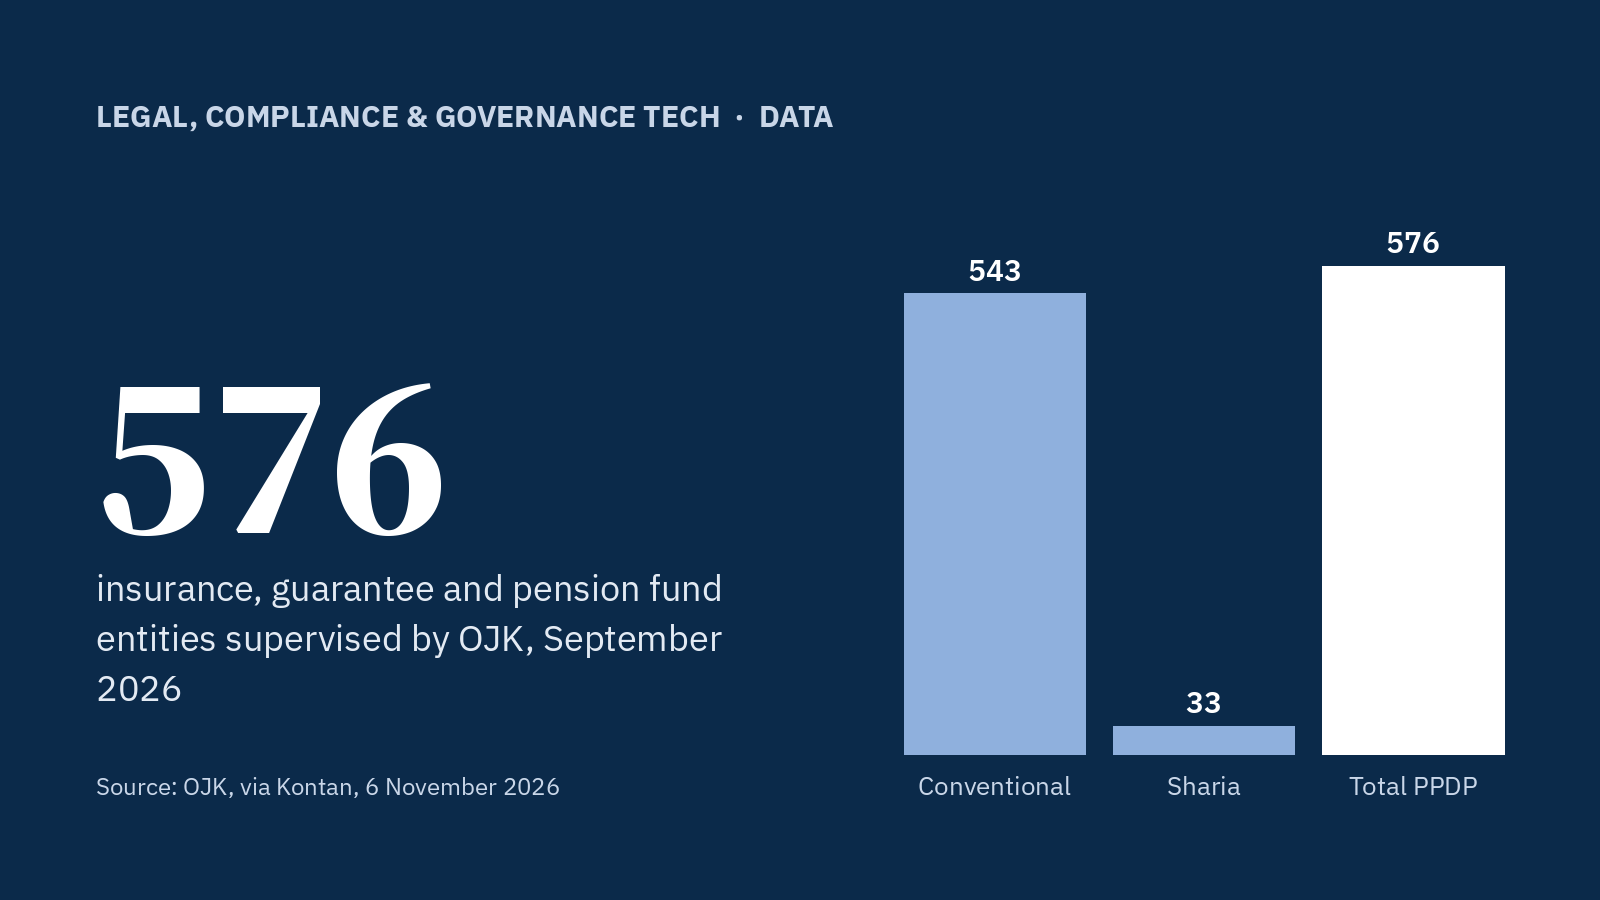 LEGAL, COMPLIANCE & GOVERNANCE TECH · DATA
576
insurance, guarantee and pension fund
entities supervised by OJK, September
2026
Source: OJK, via Kontan, 6 November 2026
543
33
576
Conventional
Sharia
Total PPDP